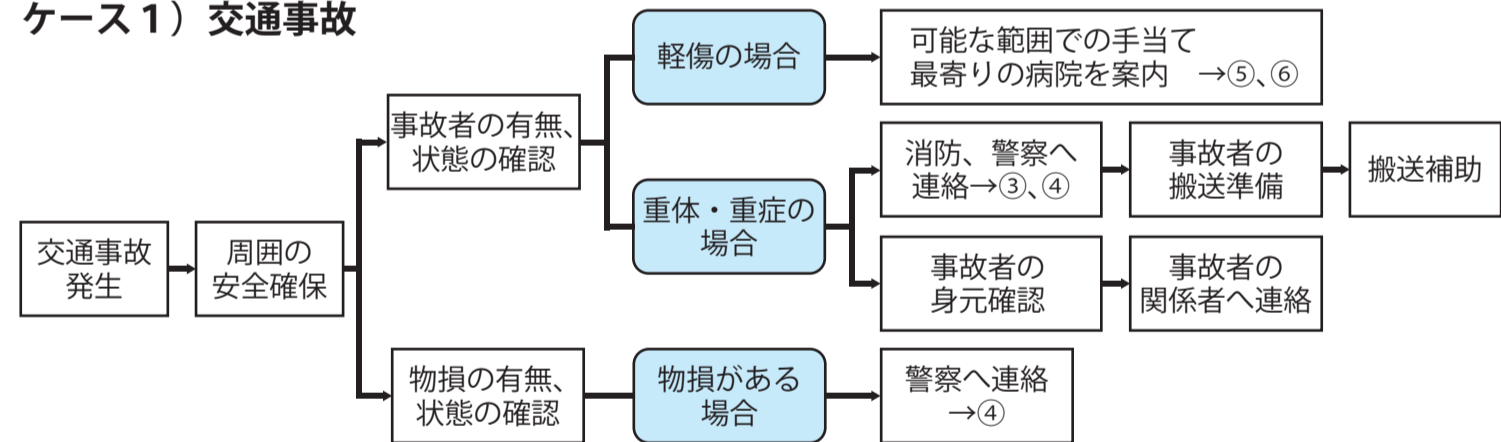 ケース１）交通事故
交通事故
発生
周囲の
安全確保
事故者の有無、
状態の確認
軽傷の場合
可能な範囲での手当て
最寄りの病院を案内　→⑤、⑥
重体・重症の
場合
消防、警察へ
連絡→③、④
事故者の
搬送準備
搬送補助
事故者の
身元確認
事故者の
関係者へ連絡
物損の有無、
状態の確認
物損がある
場合
警察へ連絡
→④